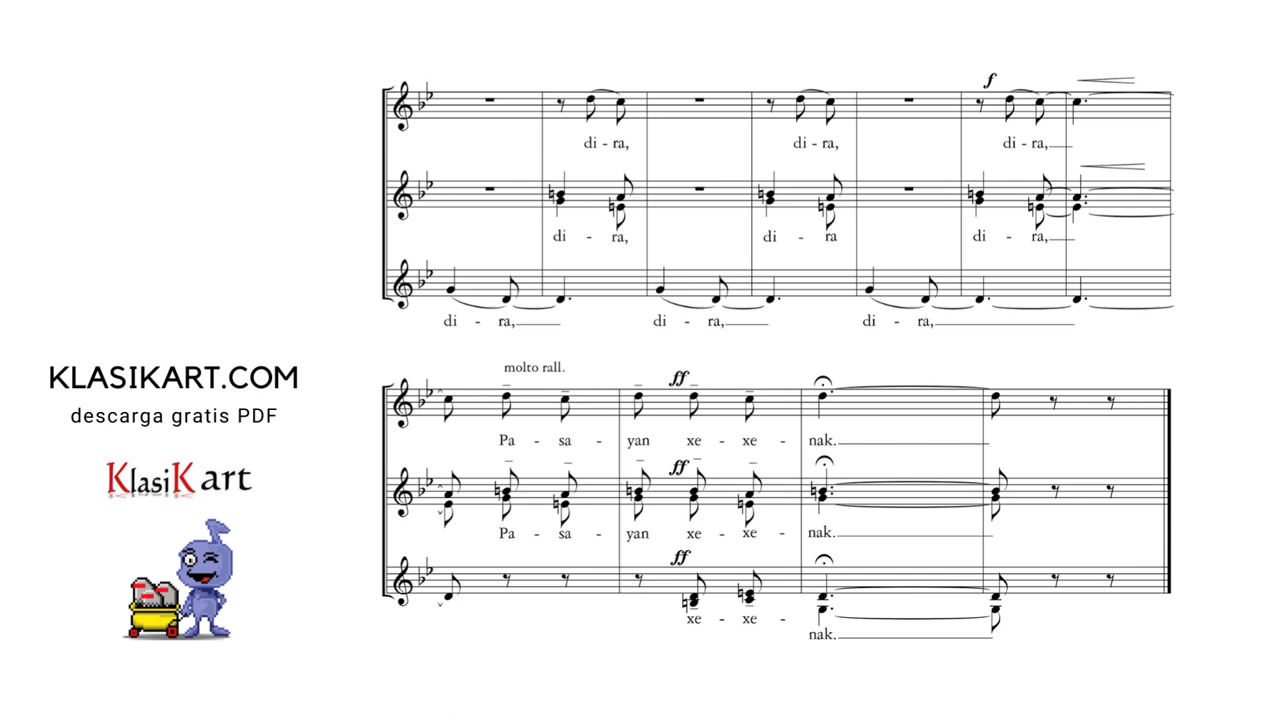 f
di - ra,
di - ra,
di - ra,
di - ra,
di - ra
di - ra,
di - ra,
di - ra,
di - ra,
KLASIKART.COM
descarga gratis PDF
KlasiK art
molto rall.
ff
Pa - sa - yan xe - xe - nak.
ff
Pa - sa - yan xe - xe - nak.
ff
xe - xe - nak.